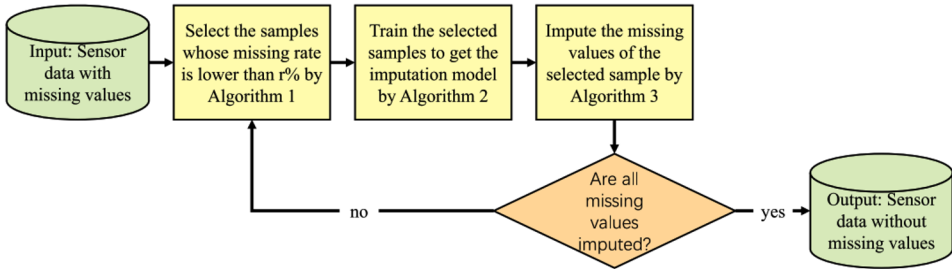 Input: Sensor
data with
missing values
Select the samples
whose missing rate
is lower than r% by
Algorithm 1
Train the selected
samples to get the
imputation model
by Algorithm 2
Impute the missing
values of the
selected sample by
Algorithm 3
Are all
missing
values
imputed?
no
yes
Output: Sensor
data without
missing values